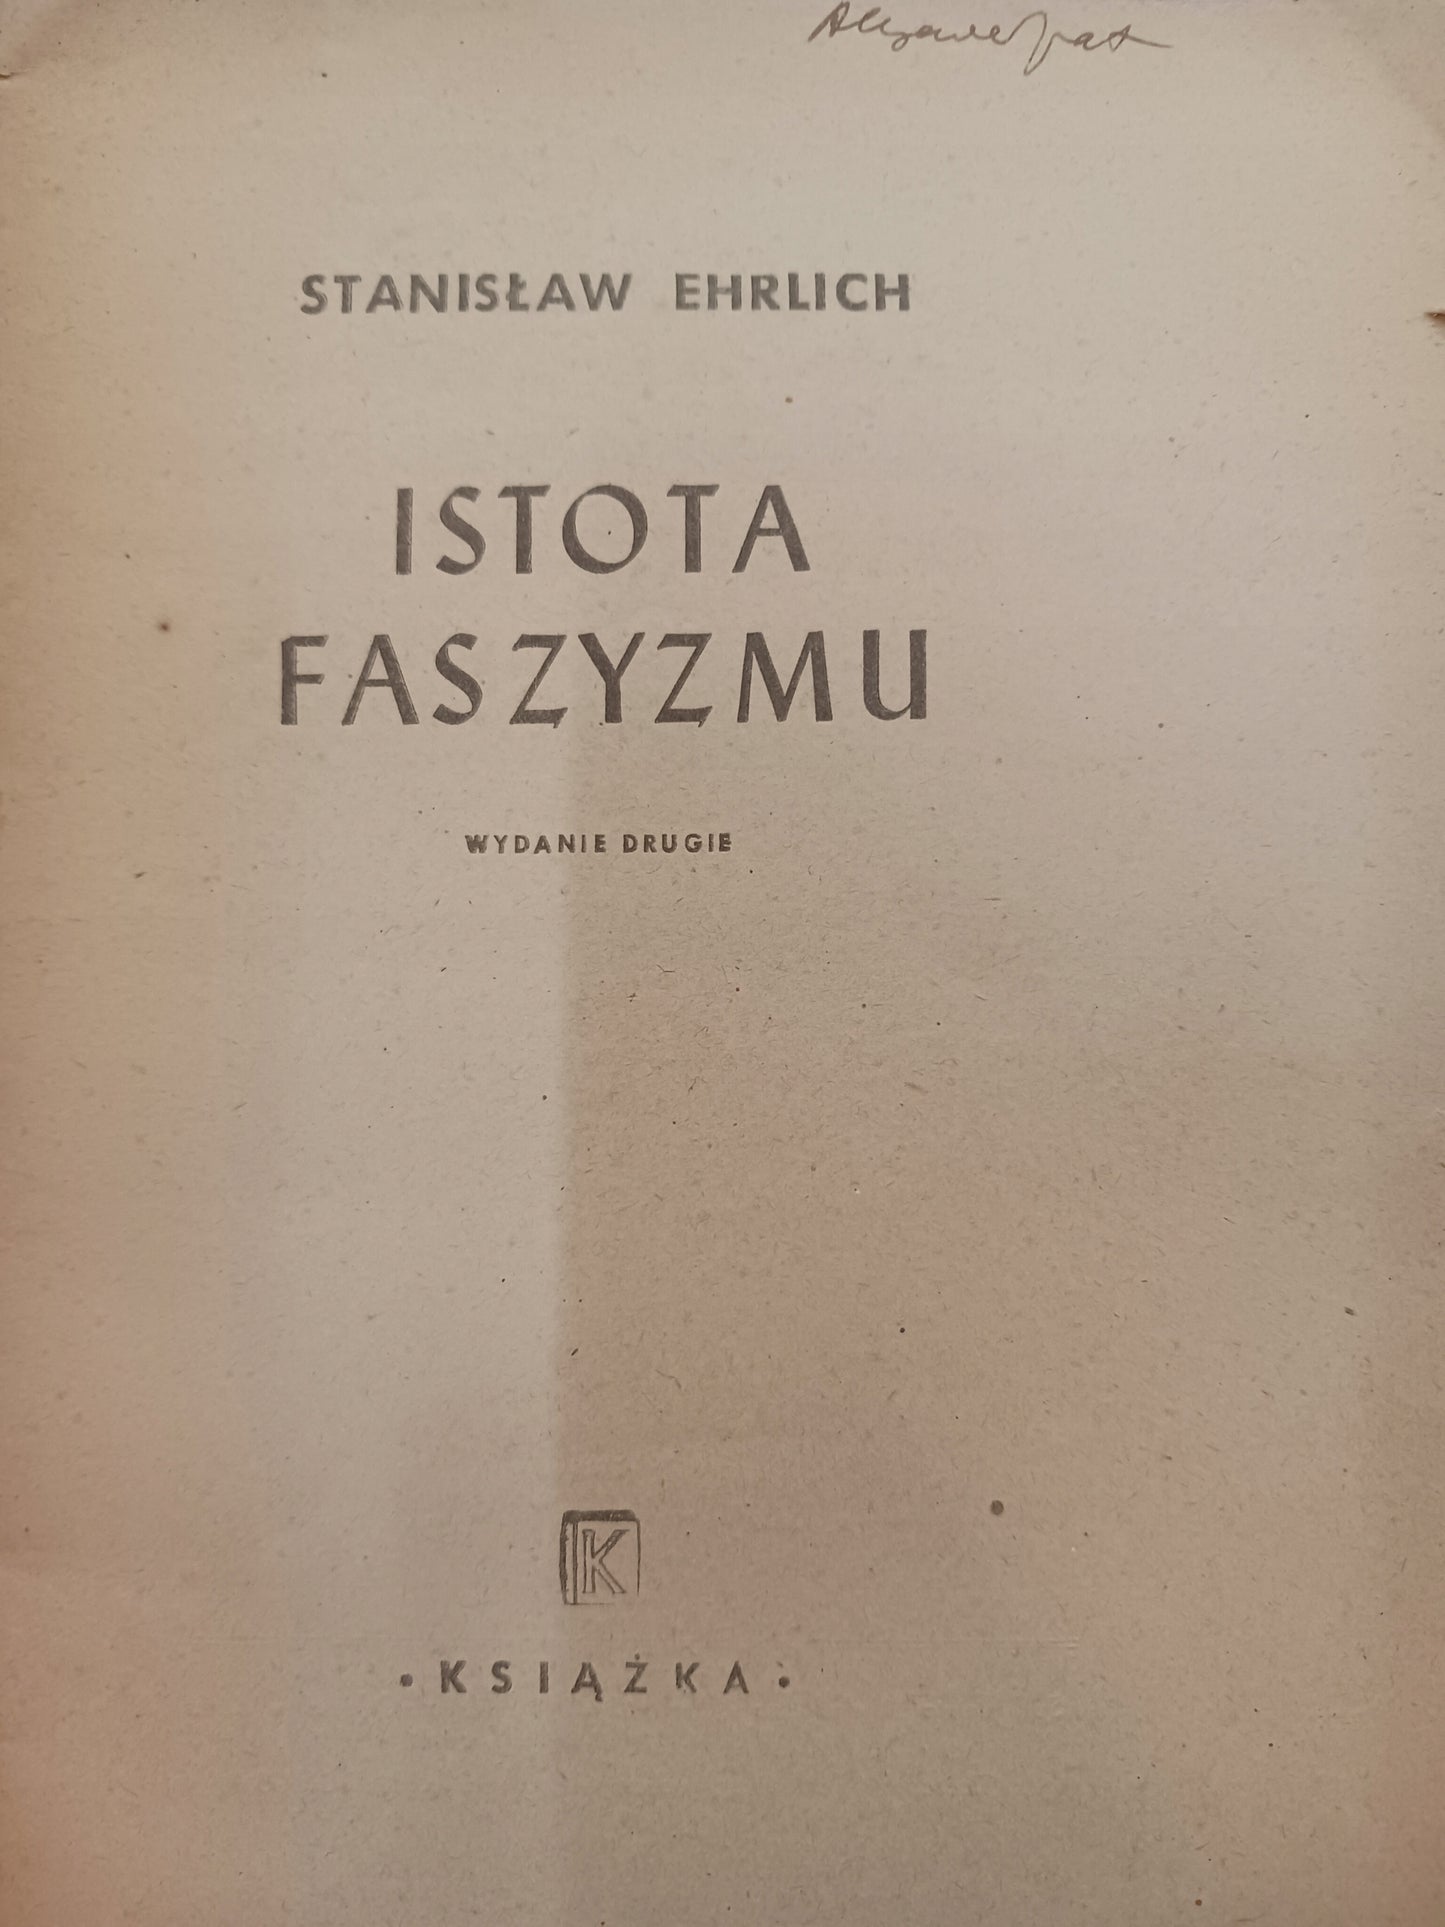 STANISŁAW EHRLICH
ISTOTA
FASZYZMU
WYDANIE DRUGIE
K
• KSIĄŻKA •